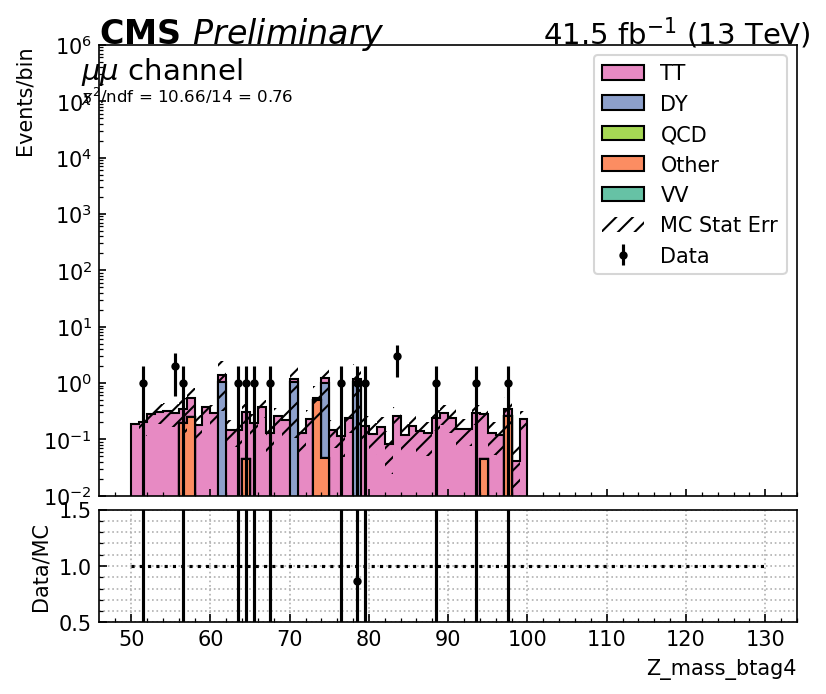 CMS Preliminary
41.5 fb⁻¹ (13 TeV)
μμ channel
χ²/ndf = 10.66/14 = 0.76
Events/bin
10⁶
10⁵
10⁴
10³
10²
10¹
10⁰
10⁻¹
10⁻²
TT
DY
QCD
Other
VV
MC Stat Err
Data
Data/MC
1.5
1.0
0.5
50 60 70 80 90 100 110 120 130
Z_mass_btag4